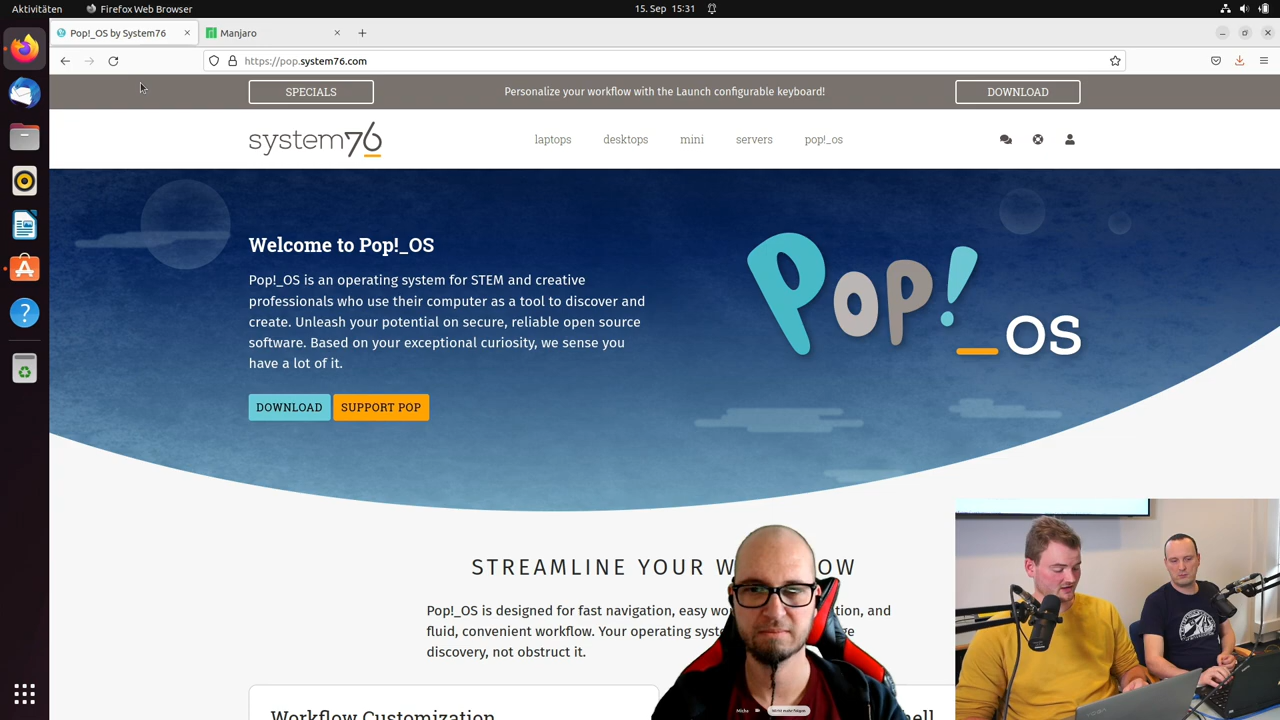 Aktivitäten
Firefox Web Browser
15. Sep 15:31
Pop!_OS by System76
Manjaro
https://pop.system76.com
SPECIALS
Personalize your workflow with the Launch configurable keyboard!
DOWNLOAD
system76
laptops
desktops
mini
servers
pop!_os
Welcome to Pop!_OS
Pop!_OS is an operating system for STEM and creative
professionals who use their computer as a tool to discover and
create. Unleash your potential on secure, reliable open source
software. Based on your exceptional curiosity, we sense you
have a lot of it.
DOWNLOAD
SUPPORT POP
Pop!_OS
STREAMLINE YOUR W OW
Pop!_OS is designed for fast navigation, easy wo tion, and
fluid, convenient workflow. Your operating syst ge
discovery, not obstruct it.
Workflow Customization
ell
Micha